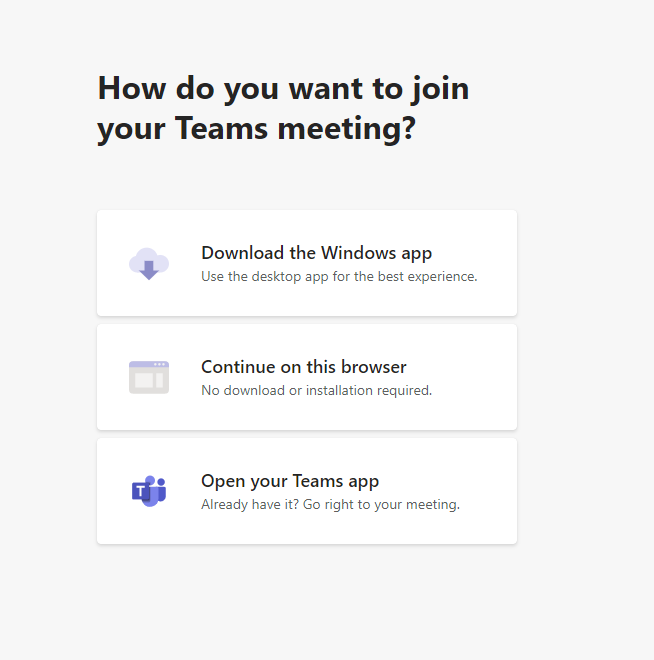 How do you want to join
your Teams meeting?
Download the Windows app
Use the desktop app for the best experience.
Continue on this browser
No download or installation required.
T
Open your Teams app
Already have it? Go right to your meeting.